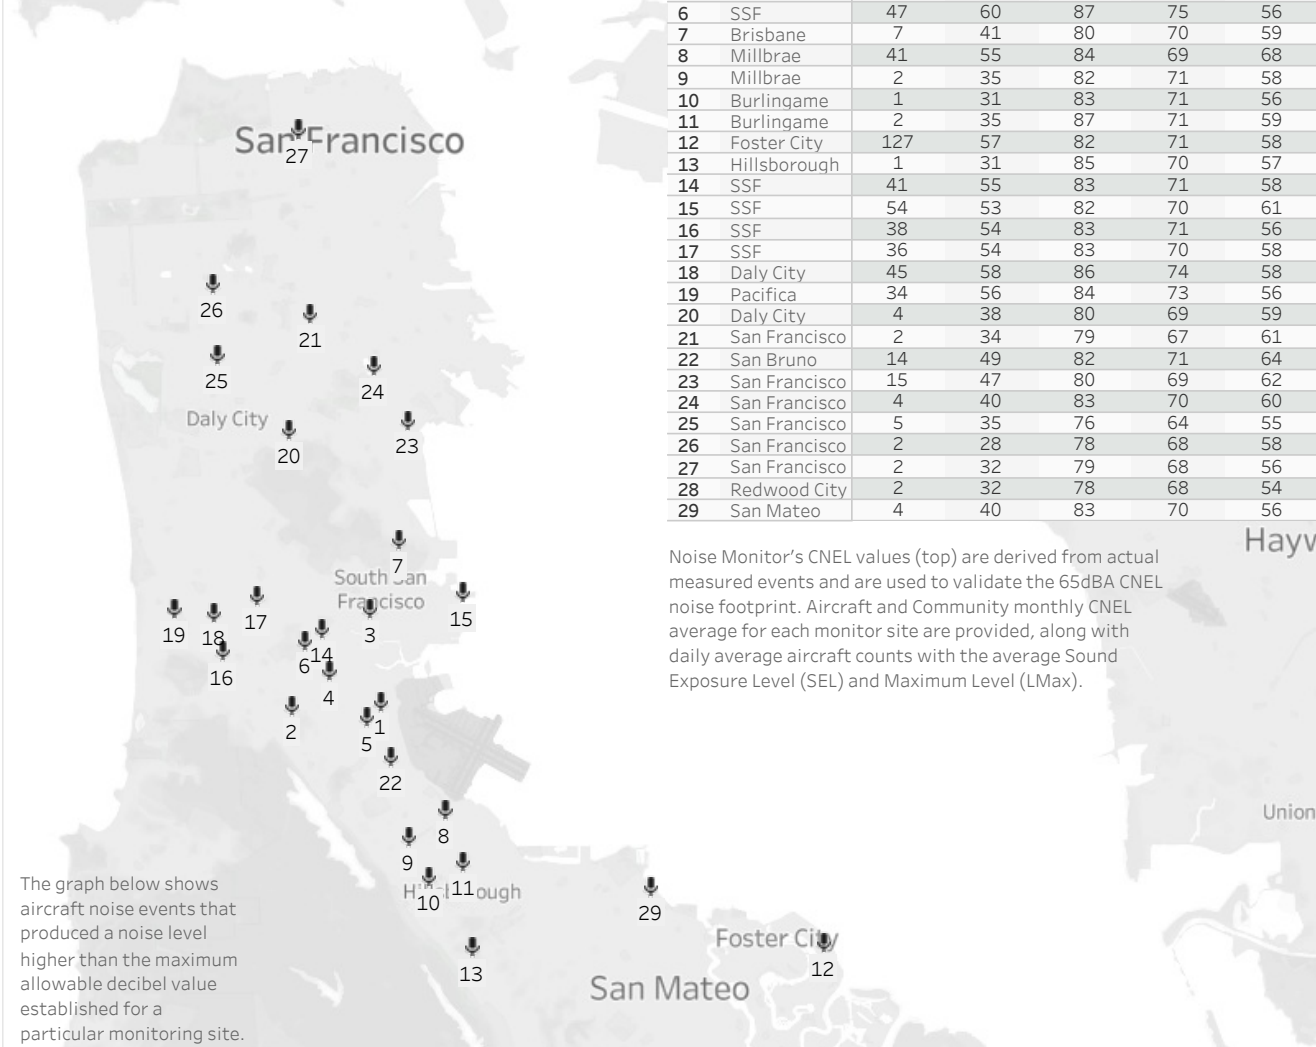 6 SSF 47 60 87 75 56
7 Brisbane 7 41 80 70 59
8 Millbrae 41 55 84 69 68
9 Millbrae 2 35 82 71 58
10 Burlingame 1 31 83 71 56
11 Burlingame 2 35 87 71 59
12 Foster City 127 57 82 71 58
13 Hillsborough 1 31 85 70 57
14 SSF 41 55 83 71 58
15 SSF 54 53 82 70 61
16 SSF 38 54 83 71 56
17 SSF 36 54 83 70 58
18 Daly City 45 58 86 74 58
19 Pacifica 34 56 84 73 56
20 Daly City 4 38 80 69 59
21 San Francisco 2 34 79 67 61
22 San Bruno 14 49 82 71 64
23 San Francisco 15 47 80 69 62
24 San Francisco 4 40 83 70 60
25 San Francisco 5 35 76 64 55
26 San Francisco 2 28 78 68 58
27 San Francisco 2 32 79 68 56
28 Redwood City 2 32 78 68 54
29 San Mateo 4 40 83 70 56
Noise Monitor's CNEL values (top) are derived from actual
measured events and are used to validate the 65dBA CNEL
noise footprint. Aircraft and Community monthly CNEL
average for each monitor site are provided, along with
daily average aircraft counts with the average Sound
Exposure Level (SEL) and Maximum Level (LMax).
San Francisco
27
26
21
25
24
Daly City
23
20
7
South San
Francisco
17
15
19
18
3
14
6
16
4
2
1
5
22
8
9
11
Hillsborough
10
29
Foster City
12
13
San Mateo
Hayw
Union
The graph below shows
aircraft noise events that
produced a noise level
higher than the maximum
allowable decibel value
established for a
particular monitoring site.